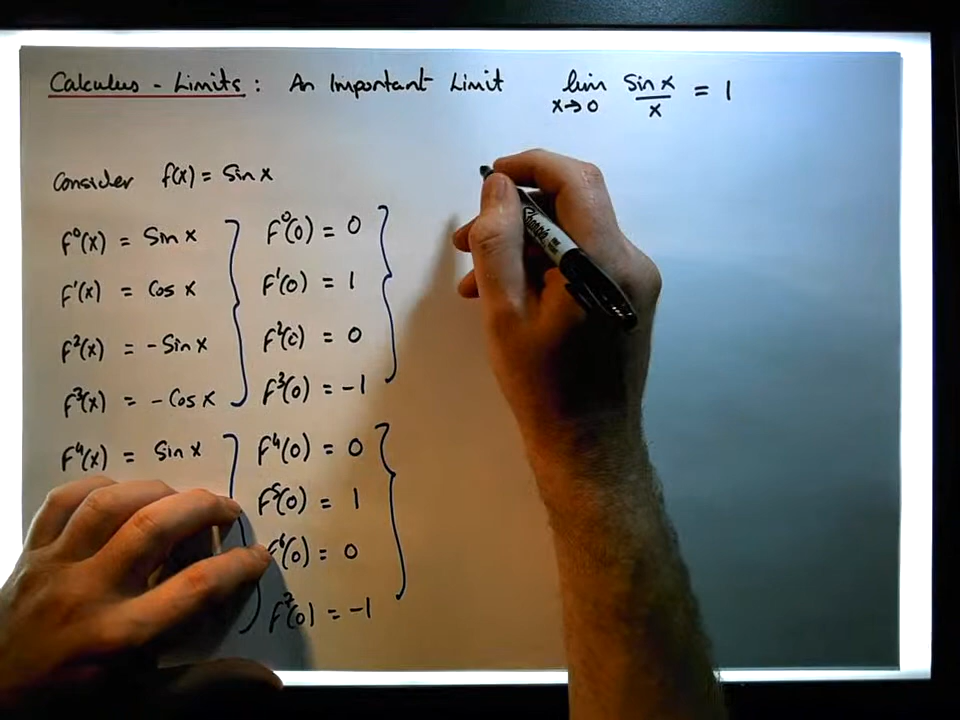 Calculus - Limits : An Important Limit lim x→0 Sin x / x = 1
Consider f(x) = Sin x
f⁰(x) = Sin x f⁰(0) = 0
f¹(x) = Cos x f¹(0) = 1
f²(x) = - Sin x f²(0) = 0
f³(x) = - Cos x f³(0) = -1
f⁴(x) = Sin x f⁴(0) = 0
f⁵(0) = 1
f⁶(0) = 0
f⁷(0) = -1
Sharpie